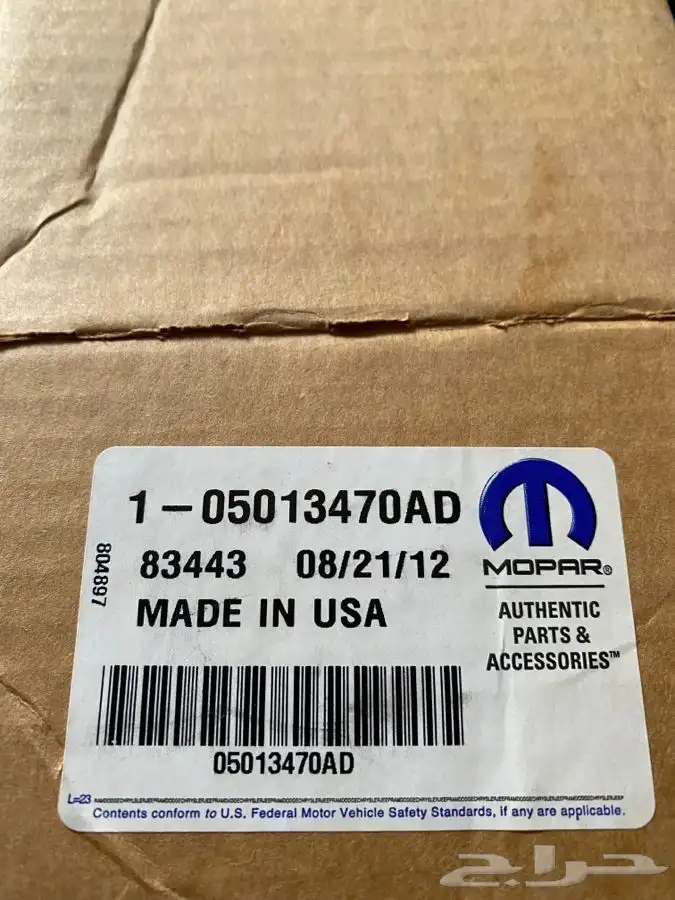 1-05013470AD
83443 08/21/12
MADE IN USA
804897
MOPAR®
AUTHENTIC
PARTS &
ACCESSORIES™
05013470AD
L=23
Contents conform to U.S. Federal Motor Vehicle Safety Standards, if any are applicable.
حراج